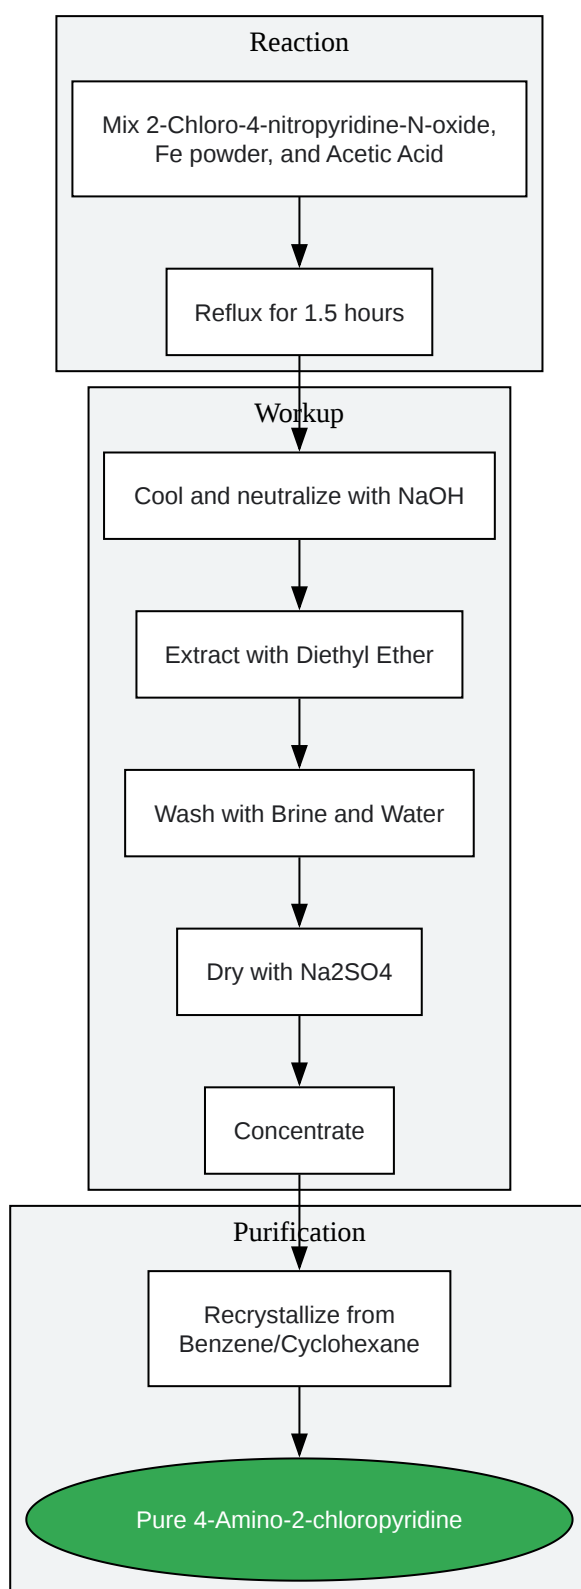 Reaction
Mix 2-Chloro-4-nitropyridine-N-oxide,
Fe powder, and Acetic Acid
Reflux for 1.5 hours
Workup
Cool and neutralize with NaOH
Extract with Diethyl Ether
Wash with Brine and Water
Dry with Na2SO4
Concentrate
Purification
Recrystallize from
Benzene/Cyclohexane
Pure 4-Amino-2-chloropyridine